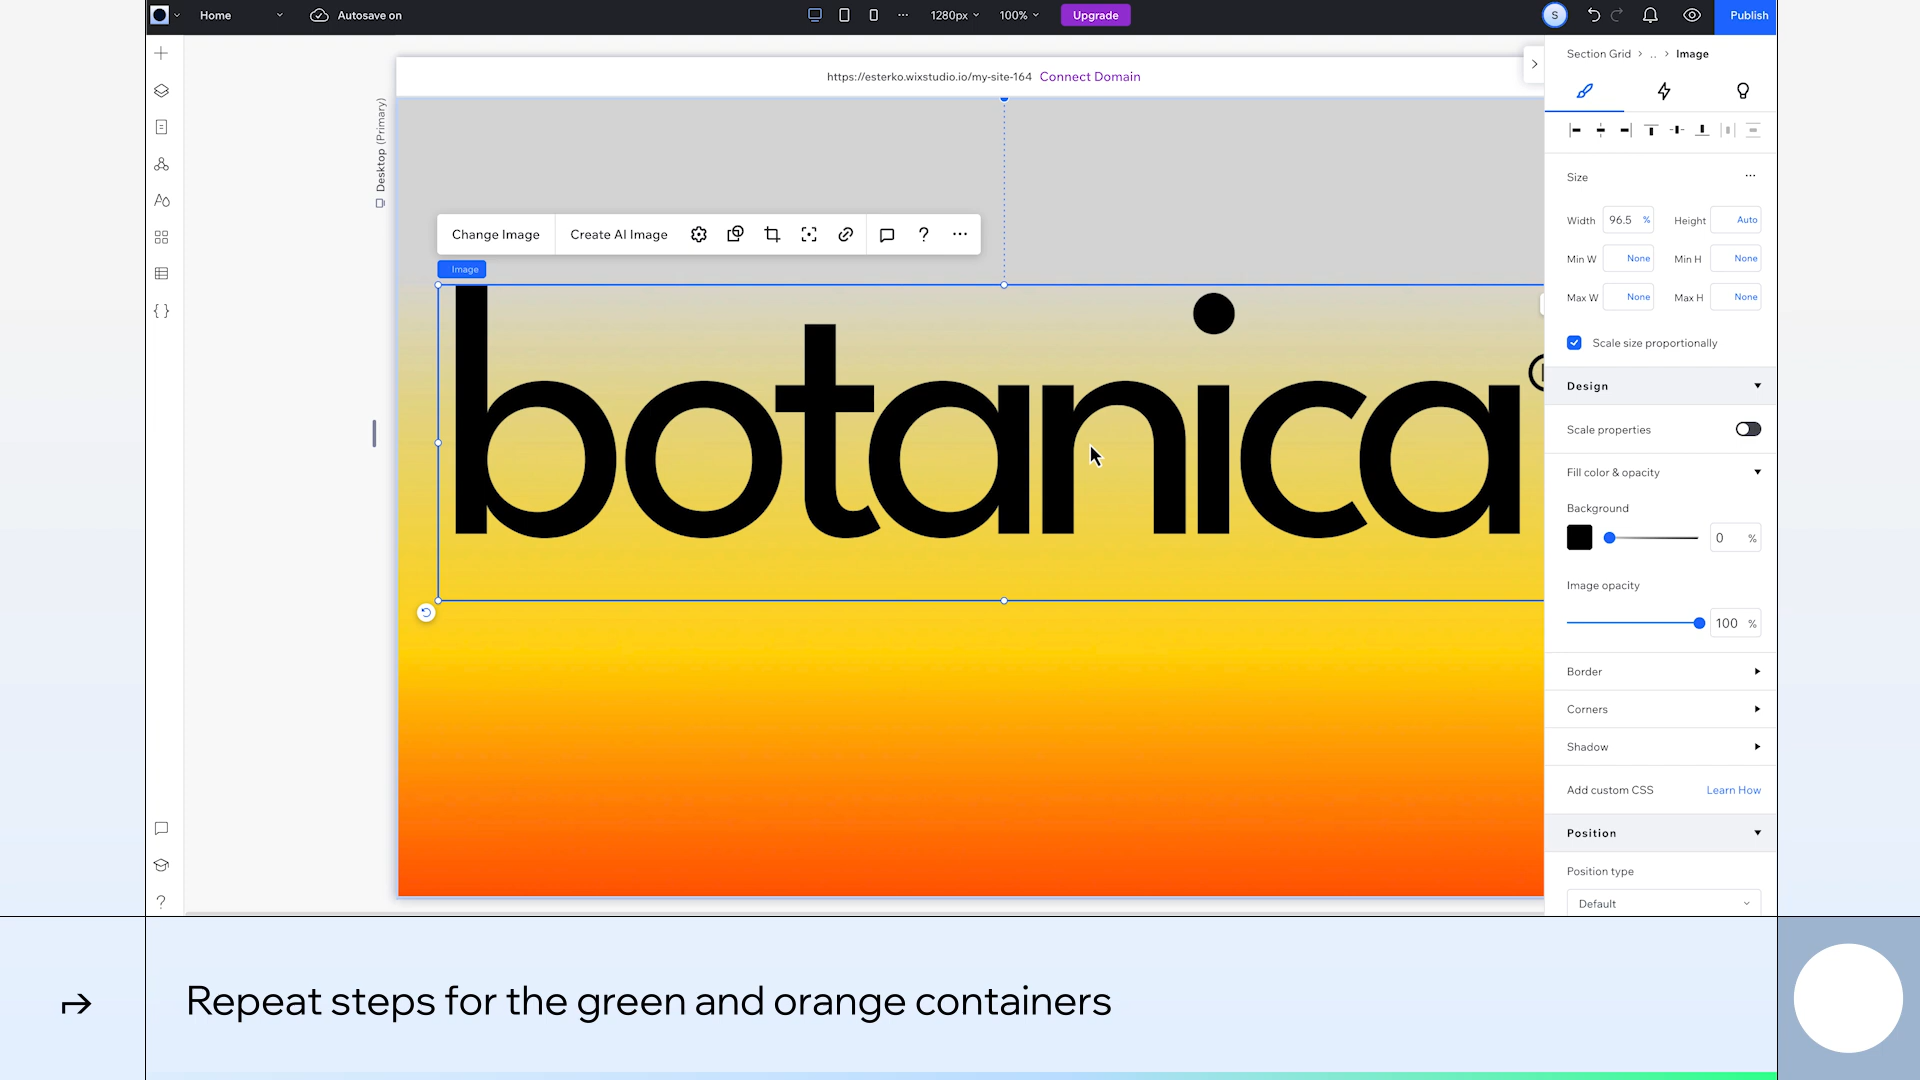 Home
Autosave on
1280px
100%
Upgrade
S
Publish
https://esterko.wixstudio.io/my-site-164 Connect Domain
Section Grid > .. > Image
Desktop (Primary)
Change Image
Create AI Image
?
Image
botanica
Size
Width 96.5 % Height Auto
Min W None Min H None
Max W None Max H None
Scale size proportionally
Design
Scale properties
Fill color & opacity
Background
0 %
Image opacity
100 %
Border
Corners
Shadow
Add custom CSS Learn How
Position
Position type
Default
?
Repeat steps for the green and orange containers